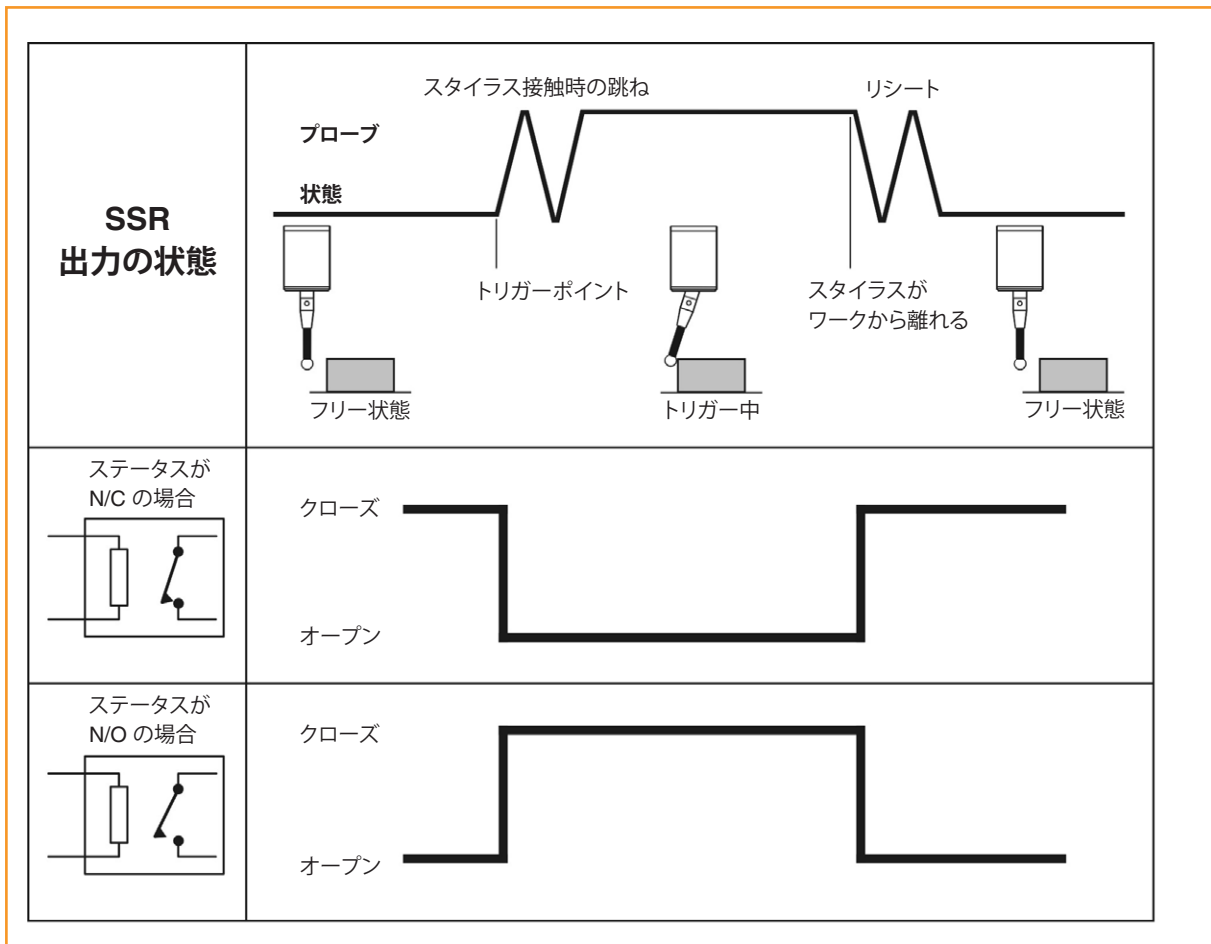 SSR
出力の状態
スタイラス接触時の跳ね
リシート
プローブ
状態
トリガーポイント
スタイラスが
ワークから離れる
フリー状態
トリガー中
フリー状態
ステータスが
N/C の場合
クローズ
オープン
ステータスが
N/O の場合
クローズ
オープン